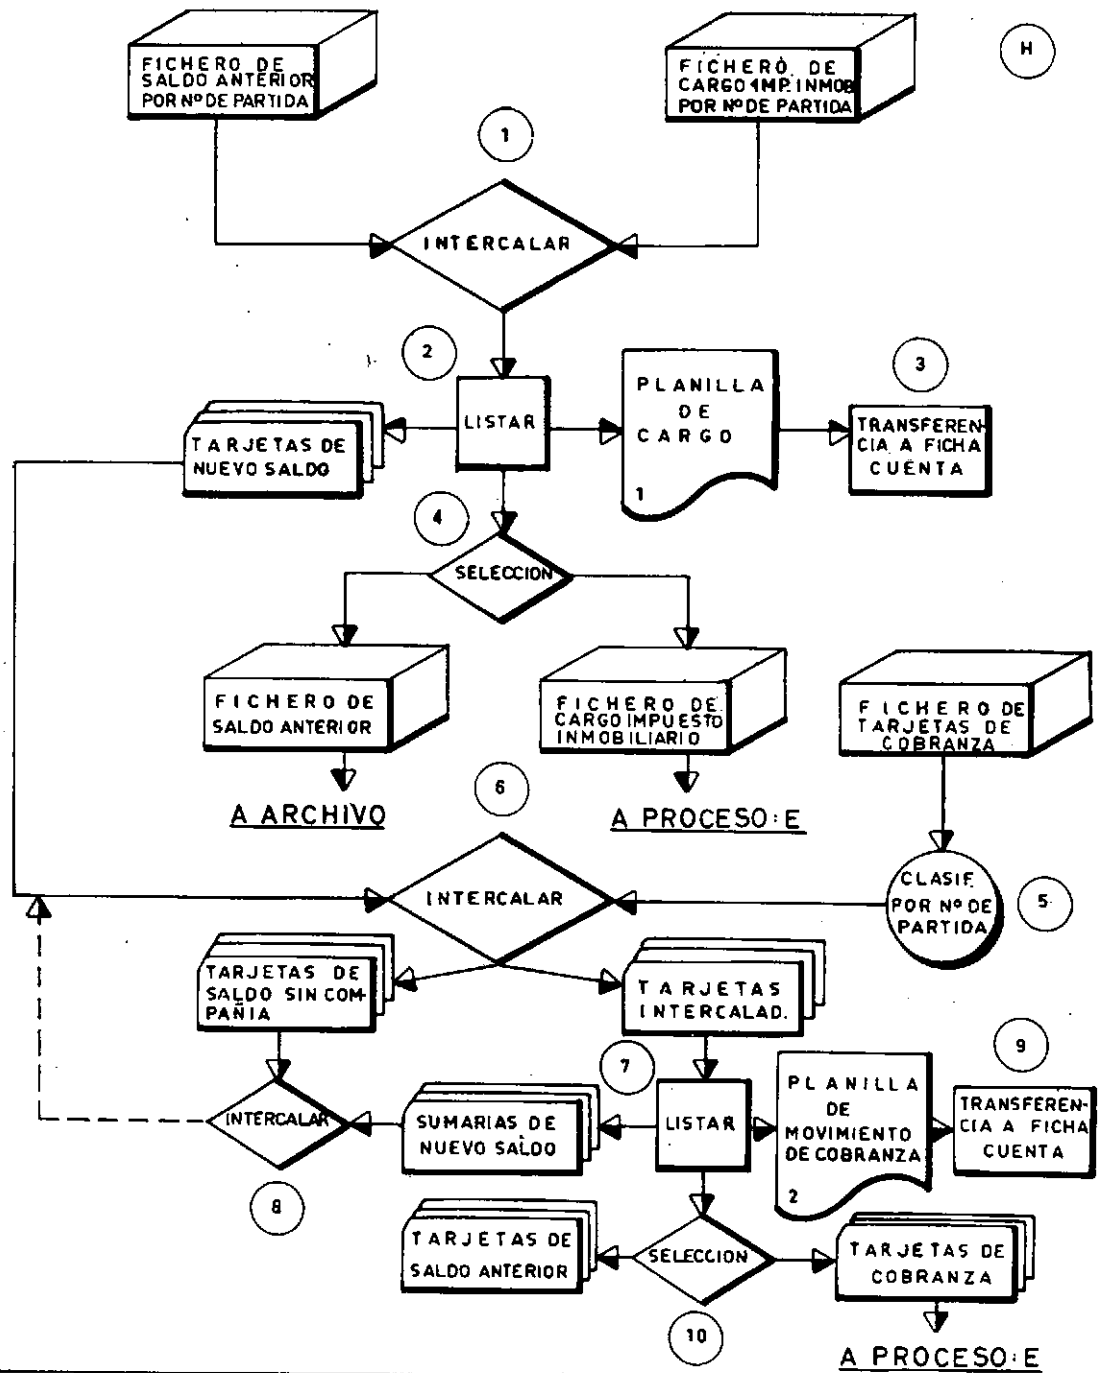 FICHERO DE
SALDO ANTERIOR
POR Nº DE PARTIDA
FICHERO DE
CARGO IMP. INMOB
POR Nº DE PARTIDA
H
1
INTERCALAR
2
LISTAR
TARJETAS DE
NUEVO SALDO
PLANILLA
DE
CARGO
1
3
TRANSFEREN-
CIA A FICHA
CUENTA
4
SELECCION
FICHERO DE
SALDO ANTERIOR
FICHERO DE
CARGO IMPUESTO
INMOBILIARIO
FICHERO DE
TARJETAS DE
COBRANZA
A ARCHIVO
A PROCESO: E
6
INTERCALAR
CLASIF.
POR Nº DE
PARTIDA
5
TARJETAS DE
SALDO SIN COM-
PAÑIA
TARJETAS
INTERCALAD.
7
LISTAR
PLANILLA
DE
MOVIMIENTO
DE COBRANZA
2
9
TRANSFEREN-
CIA A FICHA
CUENTA
INTERCALAR
8
SUMARIAS DE
NUEVO SALDO
TARJETAS DE
SALDO ANTERIOR
SELECCION
10
TARJETAS DE
COBRANZA
A PROCESO: E